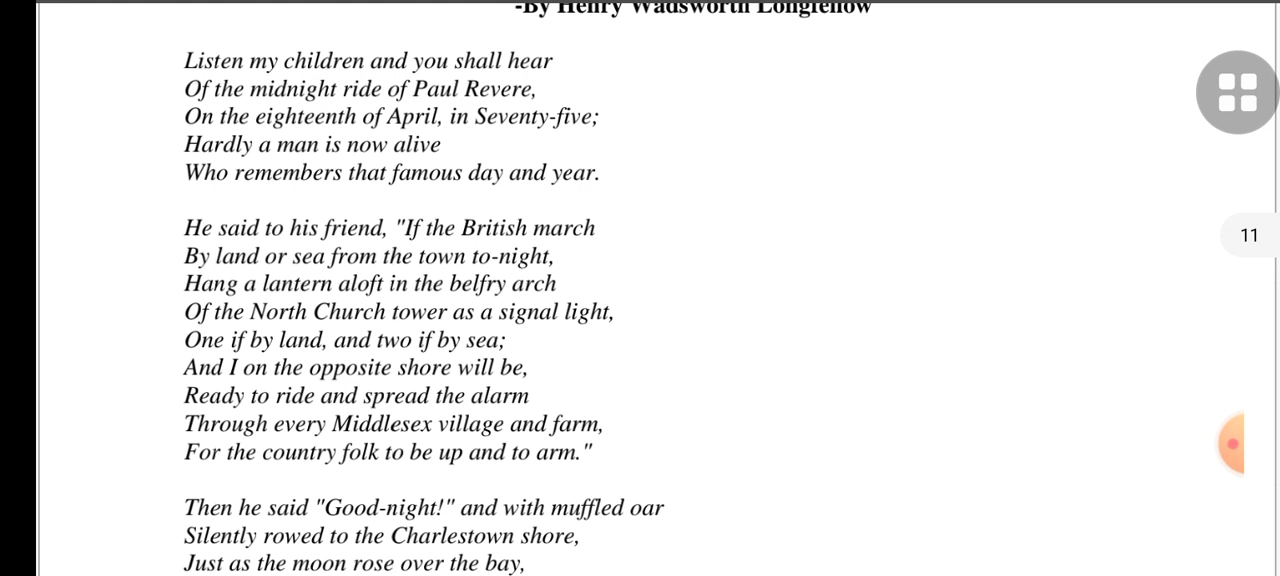 -By Henry Wadsworth Longfellow
Listen my children and you shall hear
Of the midnight ride of Paul Revere,
On the eighteenth of April, in Seventy-five;
Hardly a man is now alive
Who remembers that famous day and year.
He said to his friend, "If the British march
By land or sea from the town to-night,
Hang a lantern aloft in the belfry arch
Of the North Church tower as a signal light,
One if by land, and two if by sea;
And I on the opposite shore will be,
Ready to ride and spread the alarm
Through every Middlesex village and farm,
For the country folk to be up and to arm."
Then he said "Good-night!" and with muffled oar
Silently rowed to the Charlestown shore,
Just as the moon rose over the bay,
11